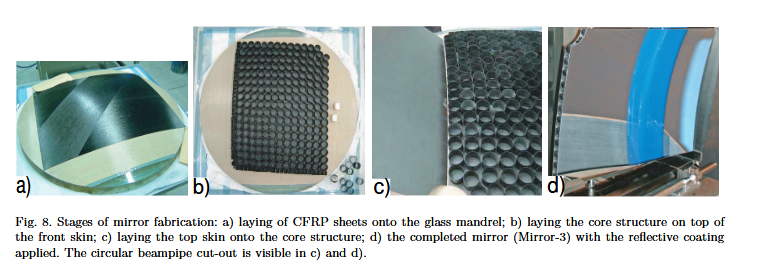 a)
b)
c)
d)
Fig. 8. Stages of mirror fabrication: a) laying of CFRP sheets onto the glass mandrel; b) laying the core structure on top of
the front skin; c) laying the top skin onto the core structure; d) the completed mirror (Mirror-3) with the reflective coating
applied. The circular beampipe cut-out is visible in c) and d).